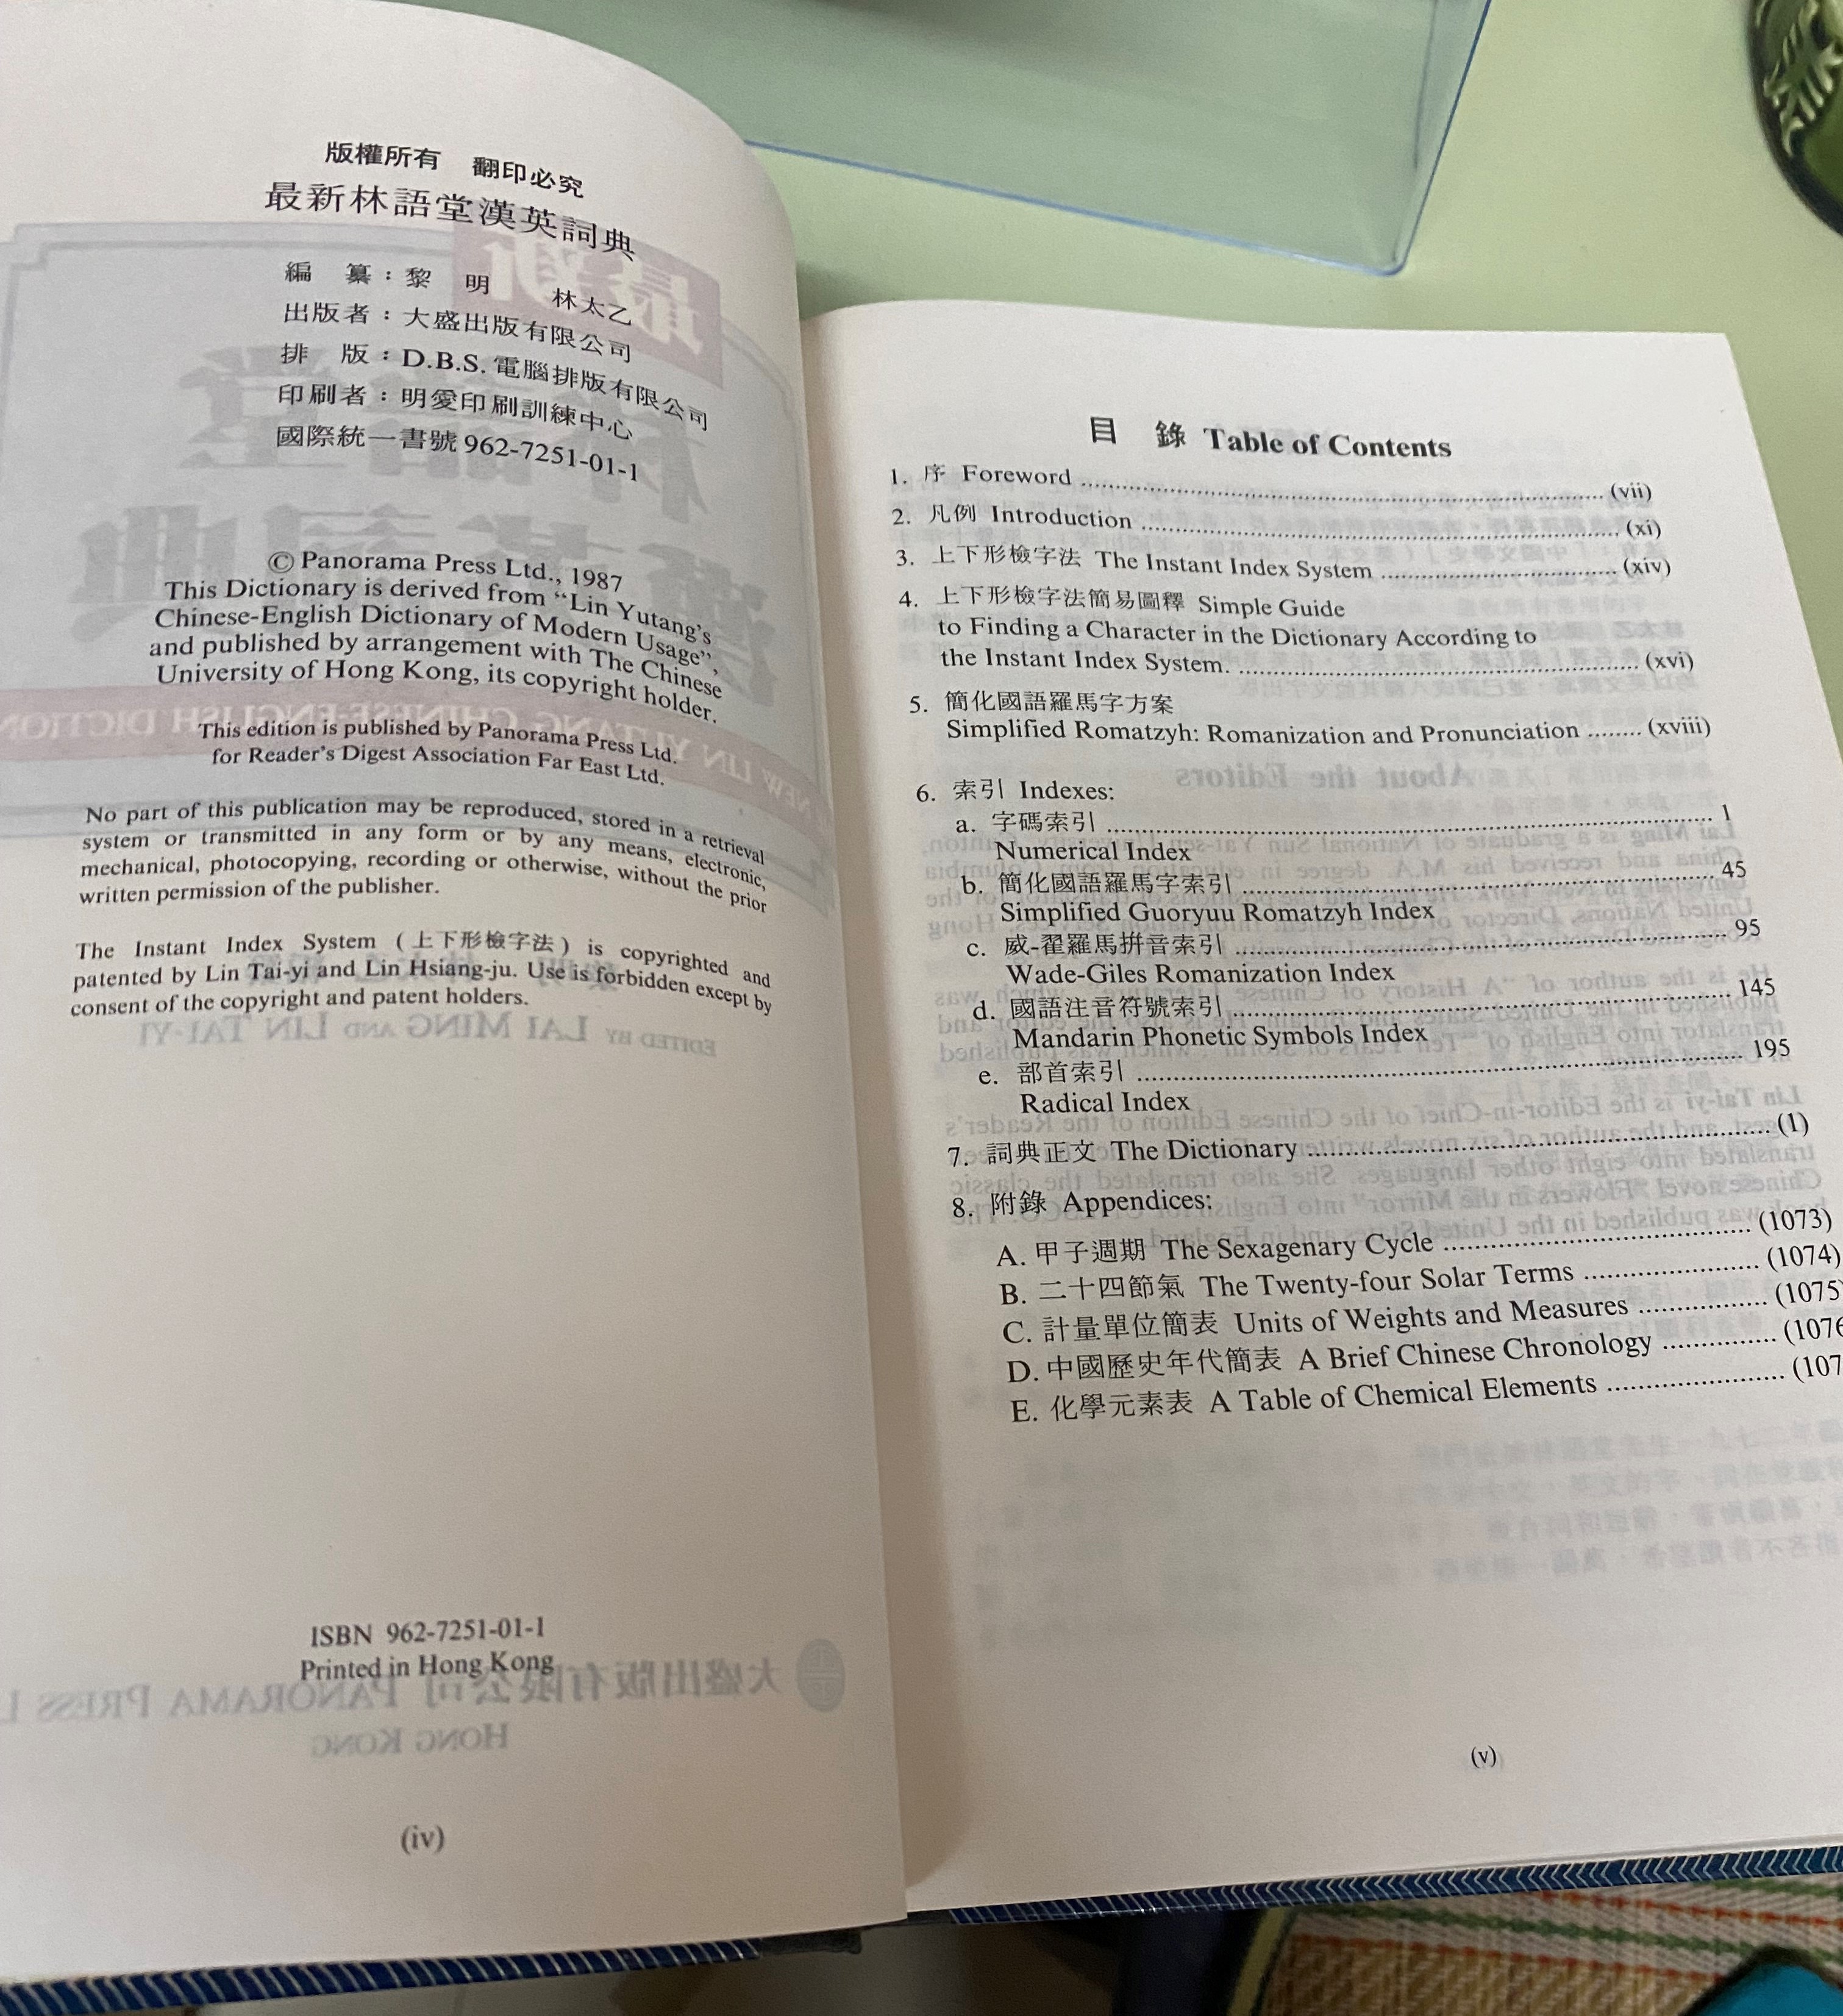 版權所有 翻印必究
最新林語堂漢英詞典
編 纂：黎 明 林太乙
出版者：大盛出版有限公司
排 版：D.B.S. 電腦排版有限公司
印刷者：明愛印刷訓練中心
國際統一書號 962-7251-01-1
© Panorama Press Ltd., 1987
This Dictionary is derived from “Lin Yutang's
Chinese-English Dictionary of Modern Usage”,
and published by arrangement with The Chinese
University of Hong Kong, its copyright holder.
This edition is published by Panorama Press Ltd.
for Reader's Digest Association Far East Ltd.
No part of this publication may be reproduced, stored in a retrieval
system or transmitted in any form or by any means, electronic,
mechanical, photocopying, recording or otherwise, without the prior
written permission of the publisher.
The Instant Index System (上下形檢字法) is copyrighted and
patented by Lin Tai-yi and Lin Hsiang-ju. Use is forbidden except by
consent of the copyright and patent holders.
ISBN 962-7251-01-1
Printed in Hong Kong
(iv)
目 錄 Table of Contents
1. 序 Foreword ........ (vii)
2. 凡例 Introduction ........ (xi)
3. 上下形檢字法 The Instant Index System ........ (xiv)
4. 上下形檢字法簡易圖釋 Simple Guide
to Finding a Character in the Dictionary According to
the Instant Index System. ........ (xvi)
5. 簡化國語羅馬字方案
Simplified Romatzyh: Romanization and Pronunciation ........ (xviii)
6. 索引 Indexes:
a. 字碼索引 ........ 1
Numerical Index
b. 簡化國語羅馬字索引 ........ 45
Simplified Guoryuu Romatzyh Index
c. 威-翟羅馬拼音索引 ........ 95
Wade-Giles Romanization Index
d. 國語注音符號索引 ........ 145
Mandarin Phonetic Symbols Index
e. 部首索引 ........ 195
Radical Index
7. 詞典正文 The Dictionary ........ (1)
8. 附錄 Appendices:
A. 甲子週期 The Sexagenary Cycle ........ (1073)
B. 二十四節氣 The Twenty-four Solar Terms ........ (1074)
C. 計量單位簡表 Units of Weights and Measures ........ (1075
D. 中國歷史年代簡表 A Brief Chinese Chronology ........ (1076
E. 化學元素表 A Table of Chemical Elements ........ (107
(v)